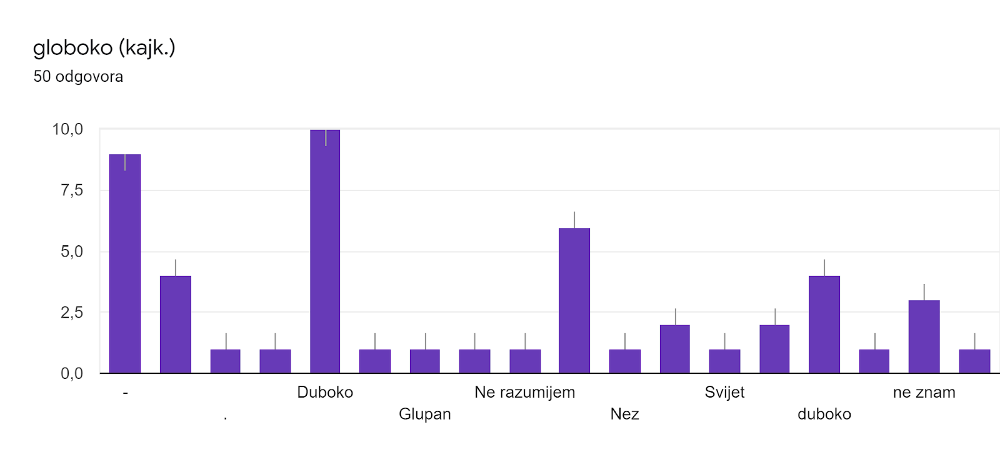 globoko (kajk.)
50 odgovora
10,0
7,5
5,0
2,5
0,0
- Duboko Ne razumijem Svijet ne znam
. Glupan Nez duboko